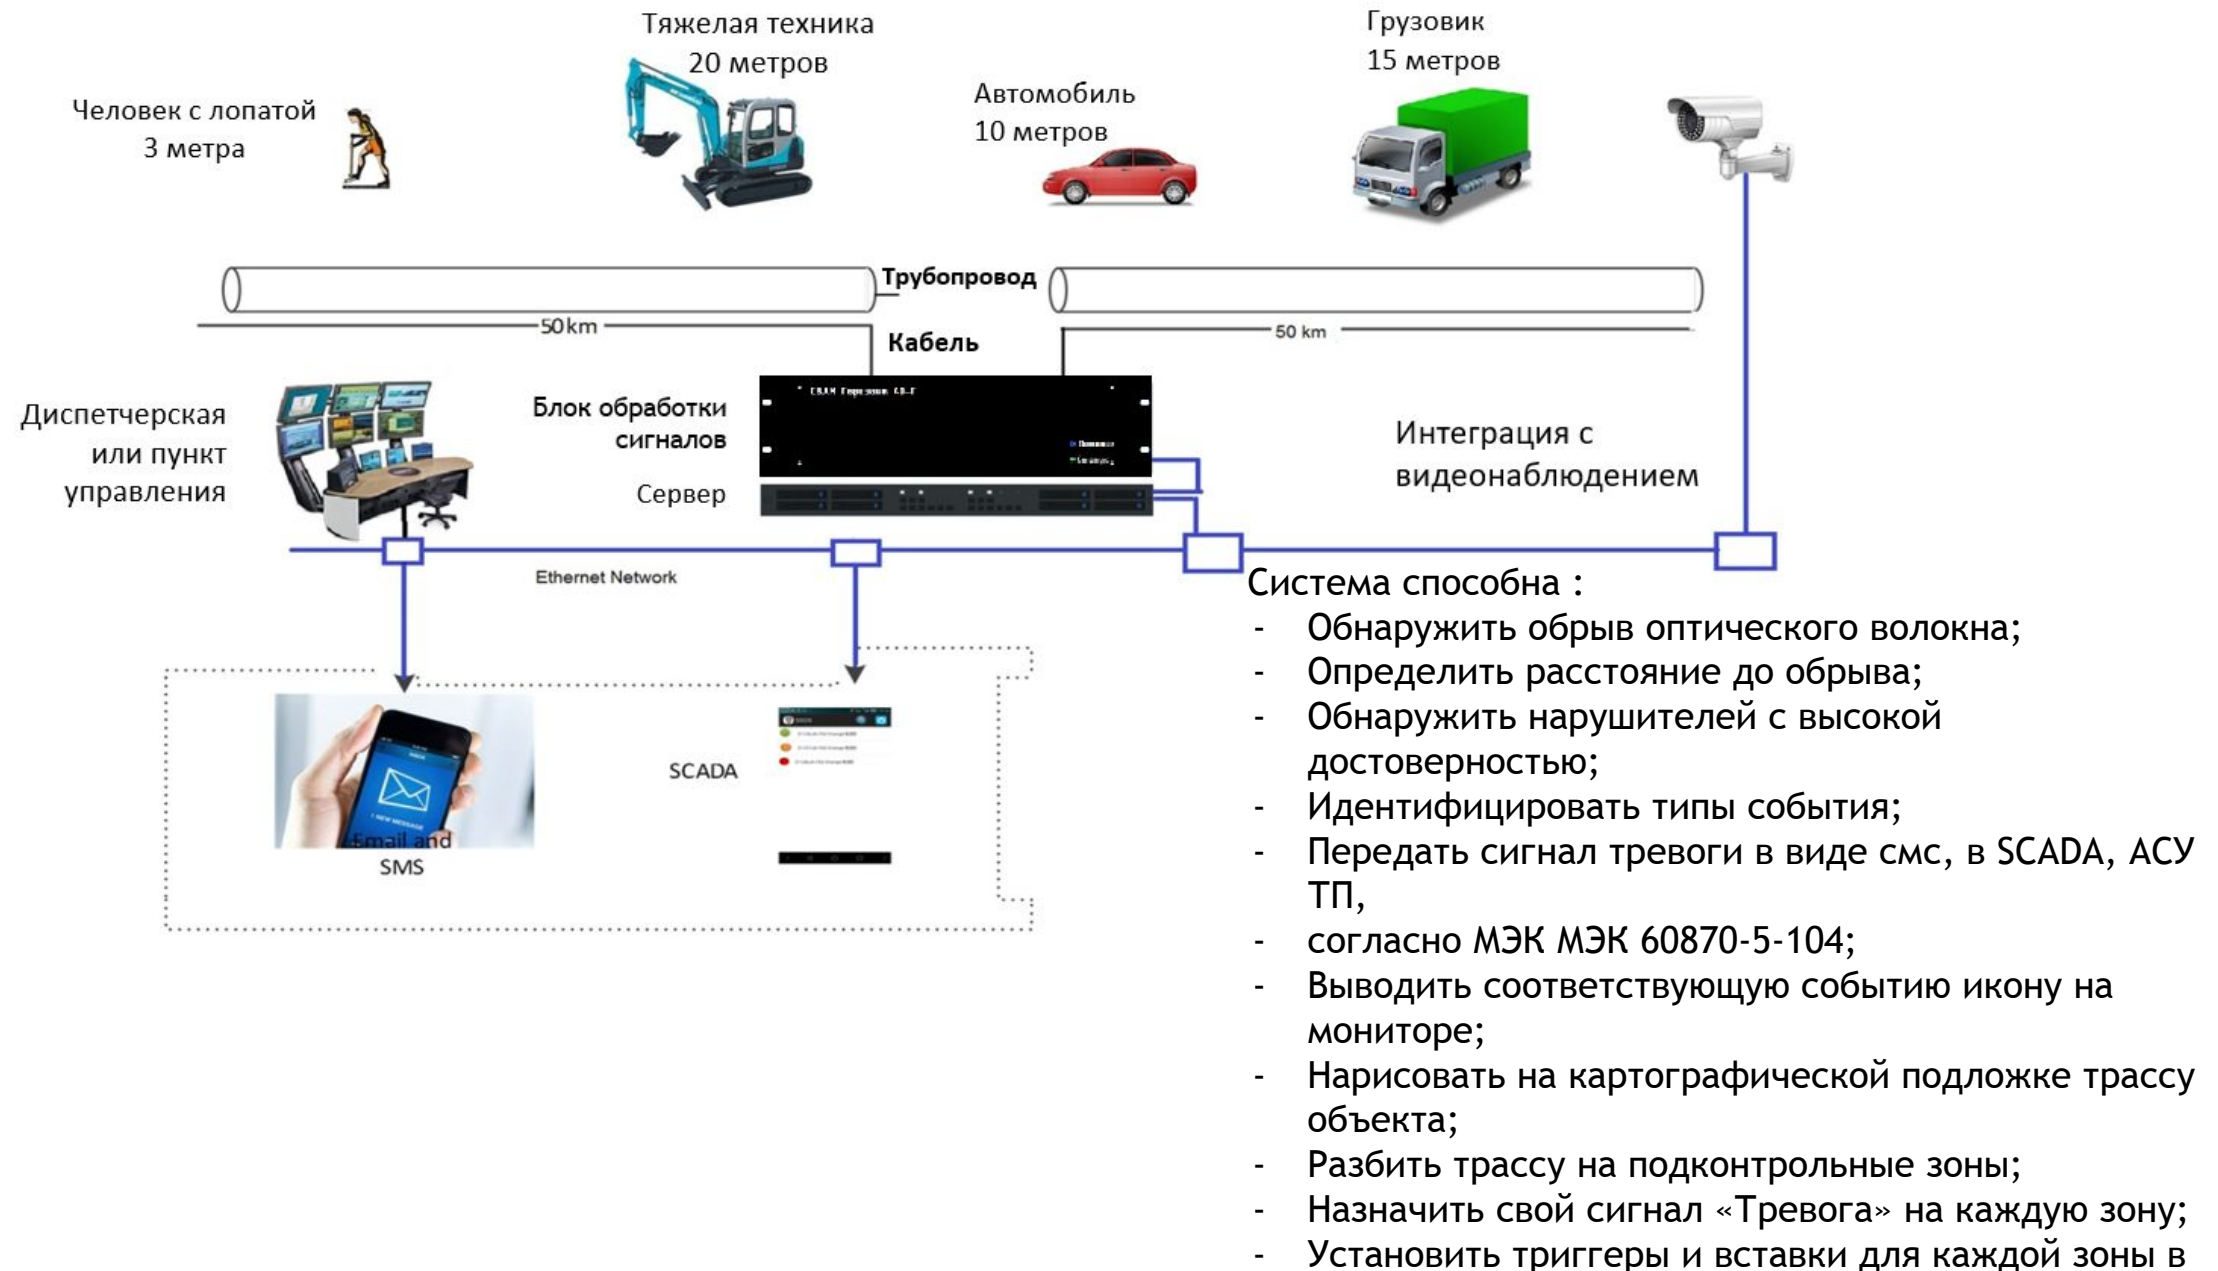 Тяжелая техника
20 метров
Грузовик
15 метров
Автомобиль
10 метров
Человек с лопатой
3 метра
Трубопровод
50 km
50 km
Кабель
Диспетчерская
или пункт
управления
Блок обработки
сигналов
Сервер
Интеграция с
видеонаблюдением
Ethernet Network
1 NEW MESSAGE
Email and
SMS
SCADA
Система способна :
- Обнаружить обрыв оптического волокна;
- Определить расстояние до обрыва;
- Обнаружить нарушителей с высокой
достоверностью;
- Идентифицировать типы события;
- Передать сигнал тревоги в виде смс, в SCADA, АСУ
ТП,
- согласно МЭК МЭК 60870-5-104;
- Выводить соответствующую событию икону на
мониторе;
- Нарисовать на картографической подложке трассу
объекта;
- Разбить трассу на подконтрольные зоны;
- Назначить свой сигнал «Тревога» на каждую зону;
- Установить триггеры и вставки для каждой зоны в